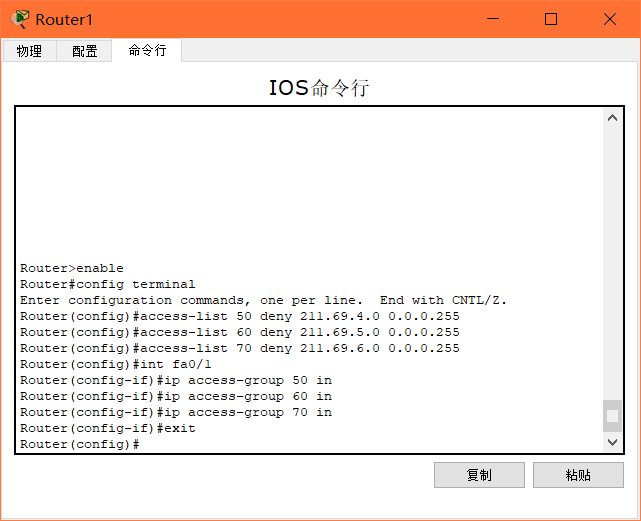 Router1
物理 配置 命令行
IOS命令行
Router>enable
Router#config terminal
Enter configuration commands, one per line.  End with CNTL/Z.
Router(config)#access-list 50 deny 211.69.4.0 0.0.0.255
Router(config)#access-list 60 deny 211.69.5.0 0.0.0.255
Router(config)#access-list 70 deny 211.69.6.0 0.0.0.255
Router(config)#int fa0/1
Router(config-if)#ip access-group 50 in
Router(config-if)#ip access-group 60 in
Router(config-if)#ip access-group 70 in
Router(config-if)#exit
Router(config)#
复制 粘贴